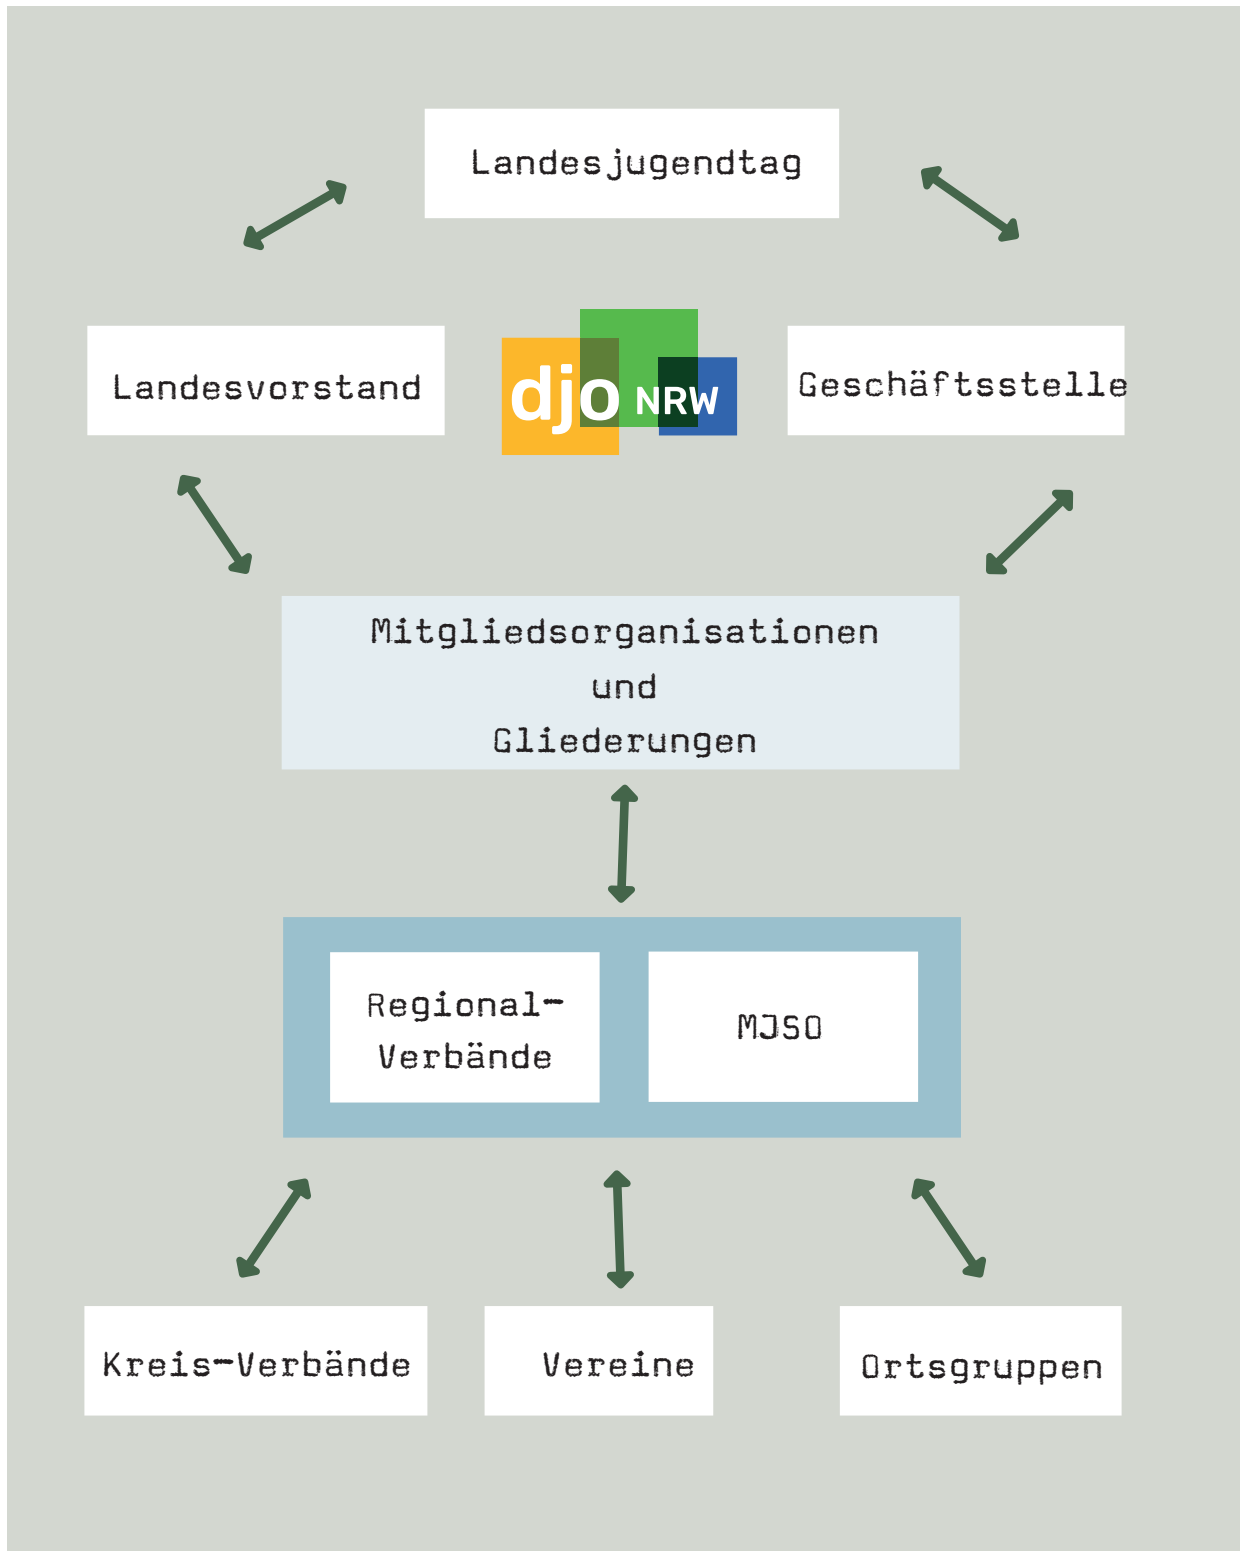 Landesjugendtag
Landesvorstand
djo NRW
Geschäftsstelle
Mitgliedsorganisationen
und
Gliederungen
Regional-
Verbände
MJSO
Kreis-Verbände
Vereine
Ortsgruppen